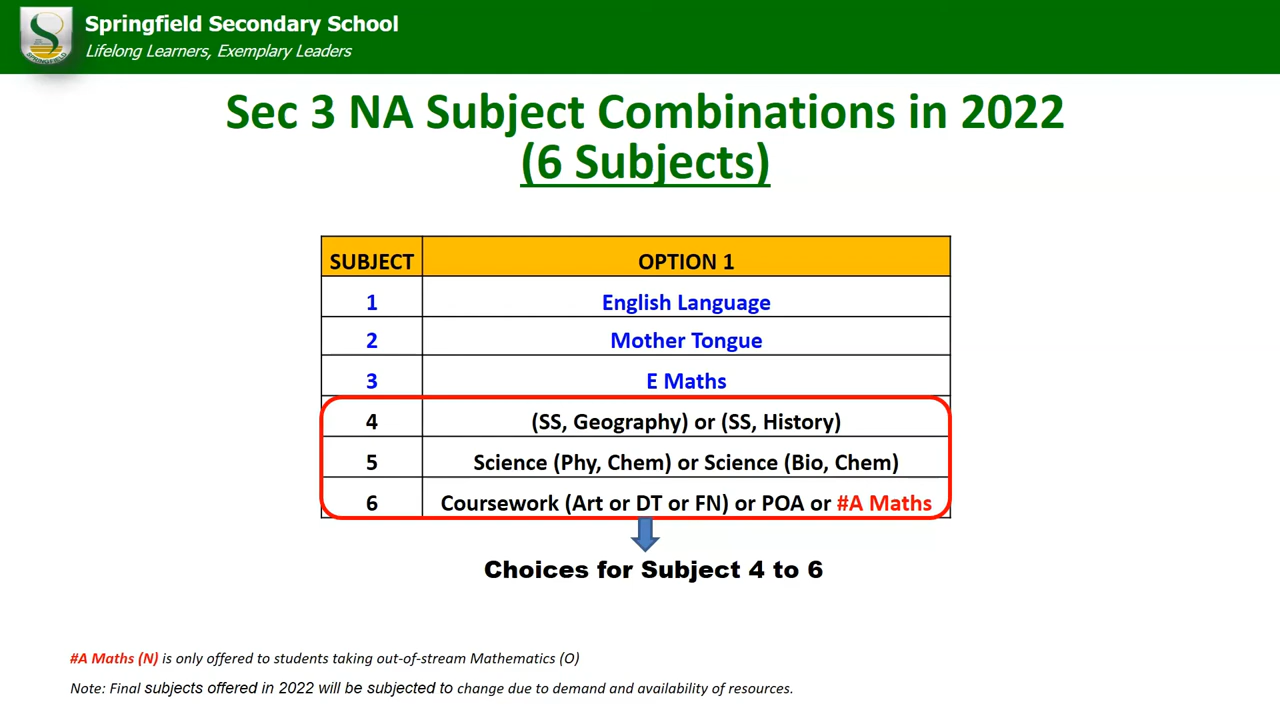 Springfield Secondary School
Lifelong Learners, Exemplary Leaders
SPRINGFIELD
Sec 3 NA Subject Combinations in 2022
(6 Subjects)
SUBJECT OPTION 1
1 English Language
2 Mother Tongue
3 E Maths
4 (SS, Geography) or (SS, History)
5 Science (Phy, Chem) or Science (Bio, Chem)
6 Coursework (Art or DT or FN) or POA or #A Maths
Choices for Subject 4 to 6
#A Maths (N) is only offered to students taking out-of-stream Mathematics (O)
Note: Final subjects offered in 2022 will be subjected to change due to demand and availability of resources.